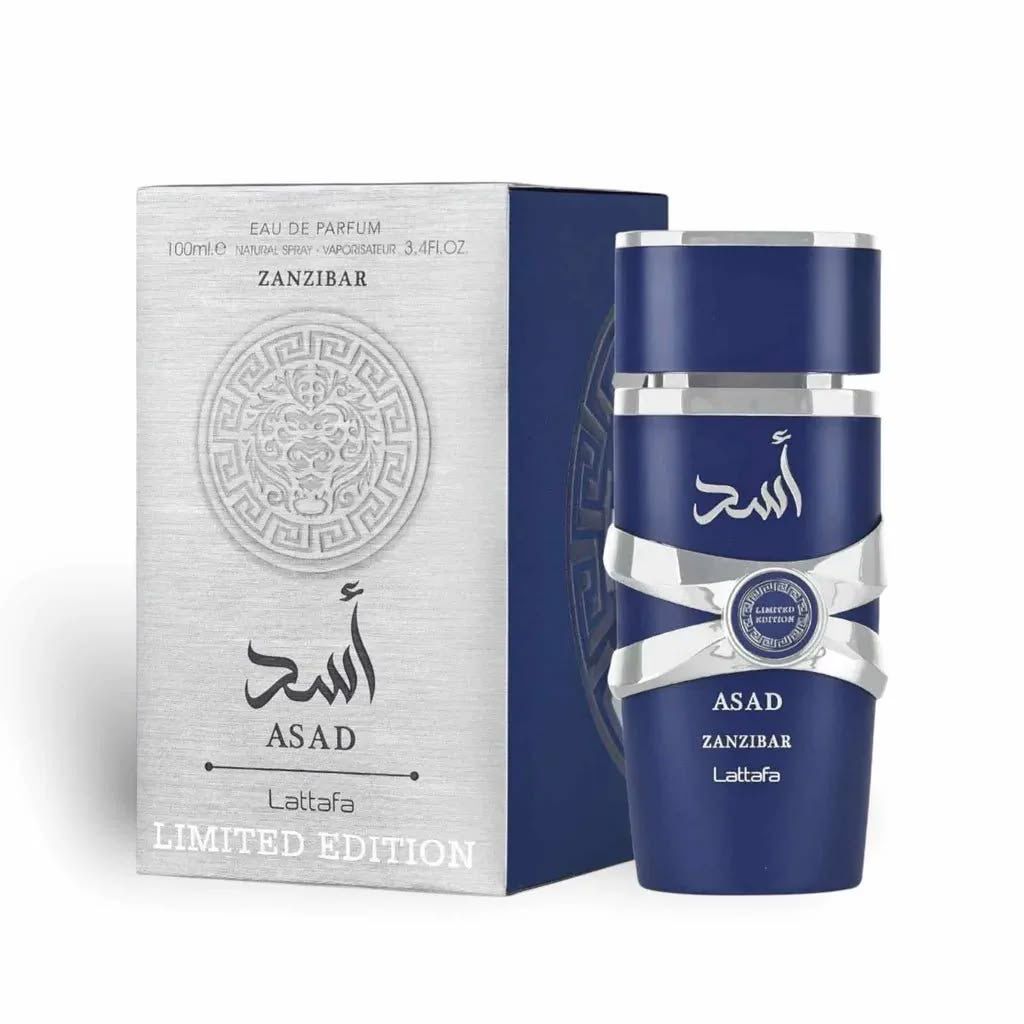 EAU DE PARFUM
100ml.℮ NATURAL SPRAY - VAPORISATEUR 3.4FL.OZ.
ZANZIBAR
أسد
ASAD
Lattafa
LIMITED EDITION
أسد
LIMITED
EDITION
ASAD
ZANZIBAR
Lattafa